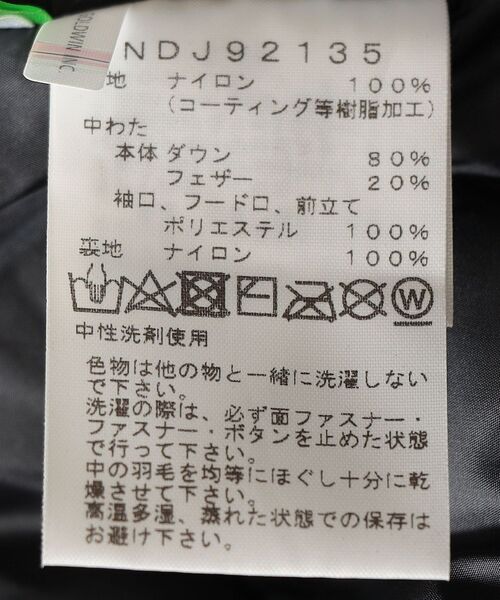 GOLDWIN INC
NDJ92135
地 ナイロン 100%
(コーティング等樹脂加工)
中わた
本体 ダウン 80%
フェザー 20%
袖口、フードロ、前立て
ポリエステル 100%
裏地 ナイロン 100%
W
中性洗剤使用
色物は他の物と一緒に洗濯しない
で下さい。
洗濯の際は、必ず面ファスナー・
ファスナー・ボタンを止めた状態
で行って下さい。
中の羽毛を均等にほぐし十分に乾
燥させて下さい。
高温多湿、蒸れた状態での保存は
お避け下さい。